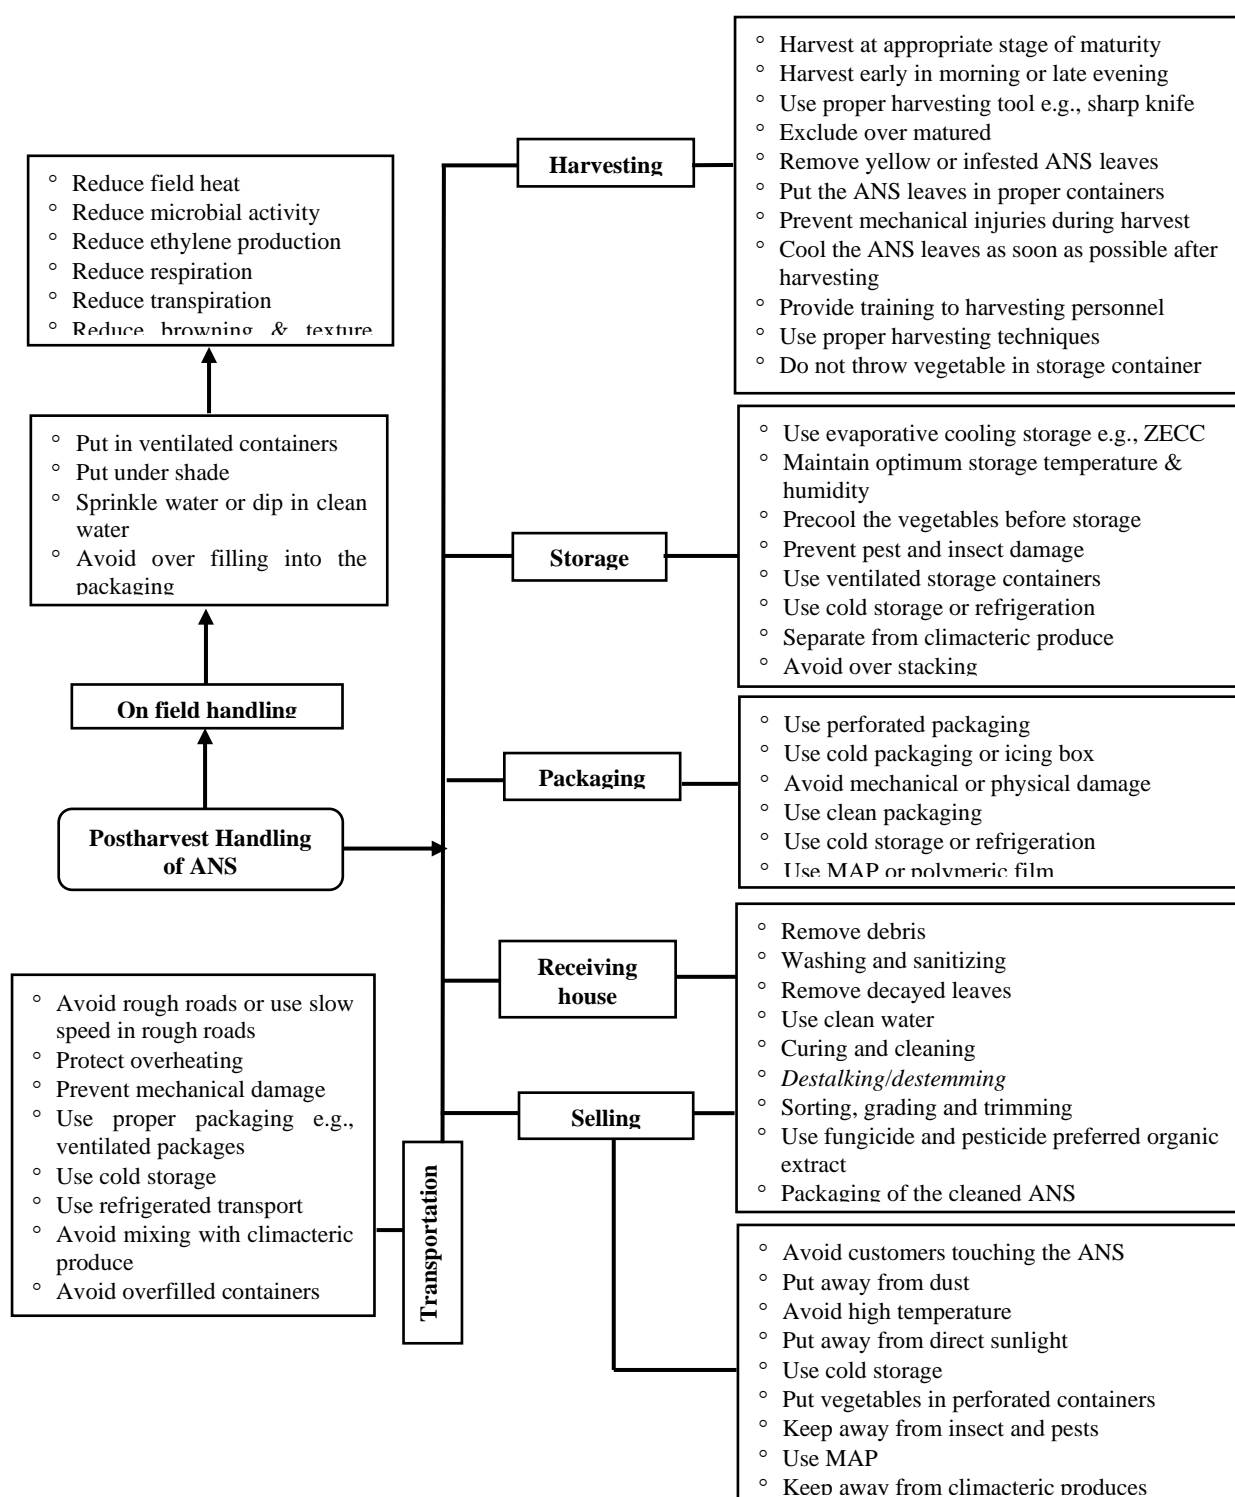 ° Harvest at appropriate stage of maturity
° Harvest early in morning or late evening
° Use proper harvesting tool e.g., sharp knife
° Exclude over matured
° Remove yellow or infested ANS leaves
° Put the ANS leaves in proper containers
° Prevent mechanical injuries during harvest
° Cool the ANS leaves as soon as possible after
harvesting
° Provide training to harvesting personnel
° Use proper harvesting techniques
° Do not throw vegetable in storage container
Harvesting
° Reduce field heat
° Reduce microbial activity
° Reduce ethylene production
° Reduce respiration
° Reduce transpiration
° Reduce browning & texture
° Put in ventilated containers
° Put under shade
° Sprinkle water or dip in clean
water
° Avoid over filling into the
packaging
On field handling
Postharvest Handling
of ANS
° Use evaporative cooling storage e.g., ZECC
° Maintain optimum storage temperature &
humidity
° Precool the vegetables before storage
° Prevent pest and insect damage
° Use ventilated storage containers
° Use cold storage or refrigeration
° Separate from climacteric produce
° Avoid over stacking
Storage
° Use perforated packaging
° Use cold packaging or icing box
° Avoid mechanical or physical damage
° Use clean packaging
° Use cold storage or refrigeration
° Use MAP or polymeric film
Packaging
° Remove debris
° Washing and sanitizing
° Remove decayed leaves
° Use clean water
° Curing and cleaning
° Destalking/destemming
° Sorting, grading and trimming
° Use fungicide and pesticide preferred organic
extract
° Packaging of the cleaned ANS
Receiving
house
Selling
° Avoid rough roads or use slow
speed in rough roads
° Protect overheating
° Prevent mechanical damage
° Use proper packaging e.g.,
ventilated packages
° Use cold storage
° Use refrigerated transport
° Avoid mixing with climacteric
produce
° Avoid overfilled containers
Transportation
° Avoid customers touching the ANS
° Put away from dust
° Avoid high temperature
° Put away from direct sunlight
° Use cold storage
° Put vegetables in perforated containers
° Keep away from insect and pests
° Use MAP
° Keep away from climacteric produces